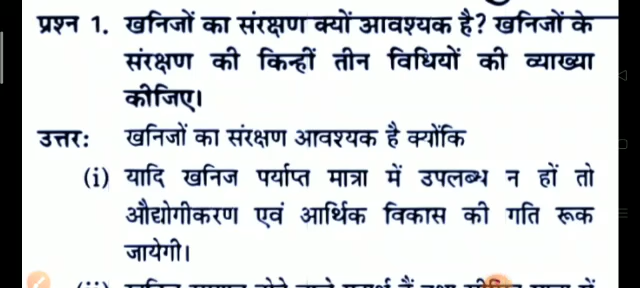 प्रश्न 1. खनिजों का संरक्षण क्यों आवश्यक है? खनिजों के
संरक्षण की किन्हीं तीन विधियों की व्याख्या
कीजिए।
उत्तरः खनिजों का संरक्षण आवश्यक है क्योंकि
(i) यादि खनिज पर्याप्त मात्रा में उपलब्ध न हों तो
औद्योगीकरण एवं आर्थिक विकास की गति रूक
जायेगी।